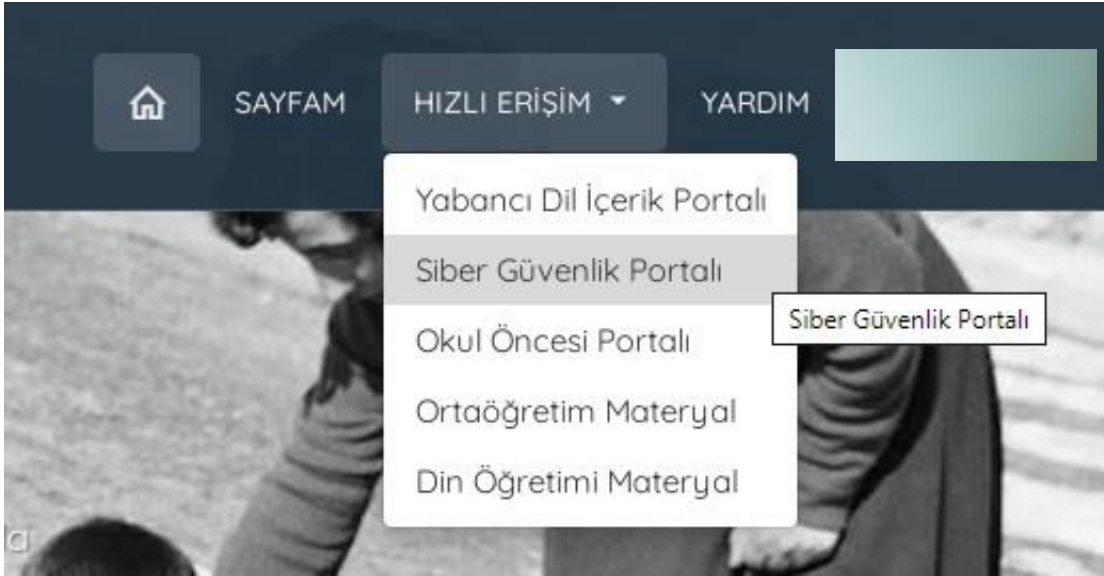 SAYFAM HIZLI ERİŞİM YARDIM
Yabancı Dil İçerik Portalı
Siber Güvenlik Portalı
Siber Güvenlik Portalı
Okul Öncesi Portalı
Ortaöğretim Materyal
Din Öğretimi Materyal
a